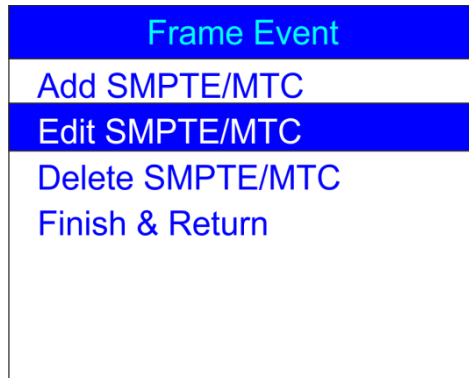 Frame Event
Add SMPTE/MTC
Edit SMPTE/MTC
Delete SMPTE/MTC
Finish & Return